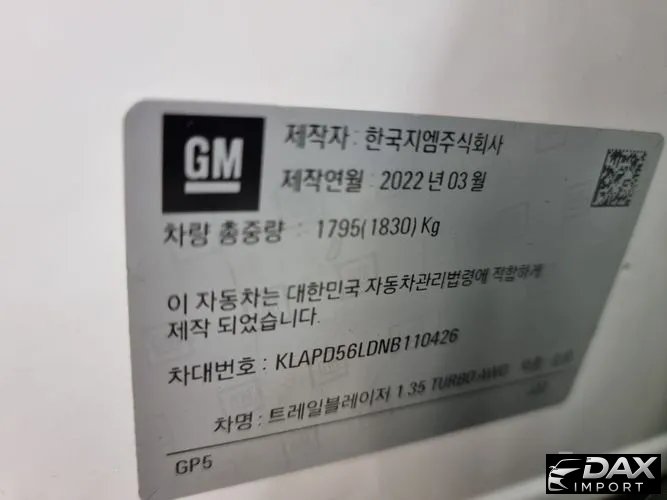 GM
제작자 : 한국지엠주식회사
제작연월 : 2022 년 03 월
차량 총중량 : 1795(1830) Kg
이 자동차는 대한민국 자동차관리법령에 적합하게
제작 되었습니다.
차대번호 : KLAPD56LDNB110426
차명 : 트레일블레이저 1.35 TURBO AWD
GP5
DAX
IMPORT